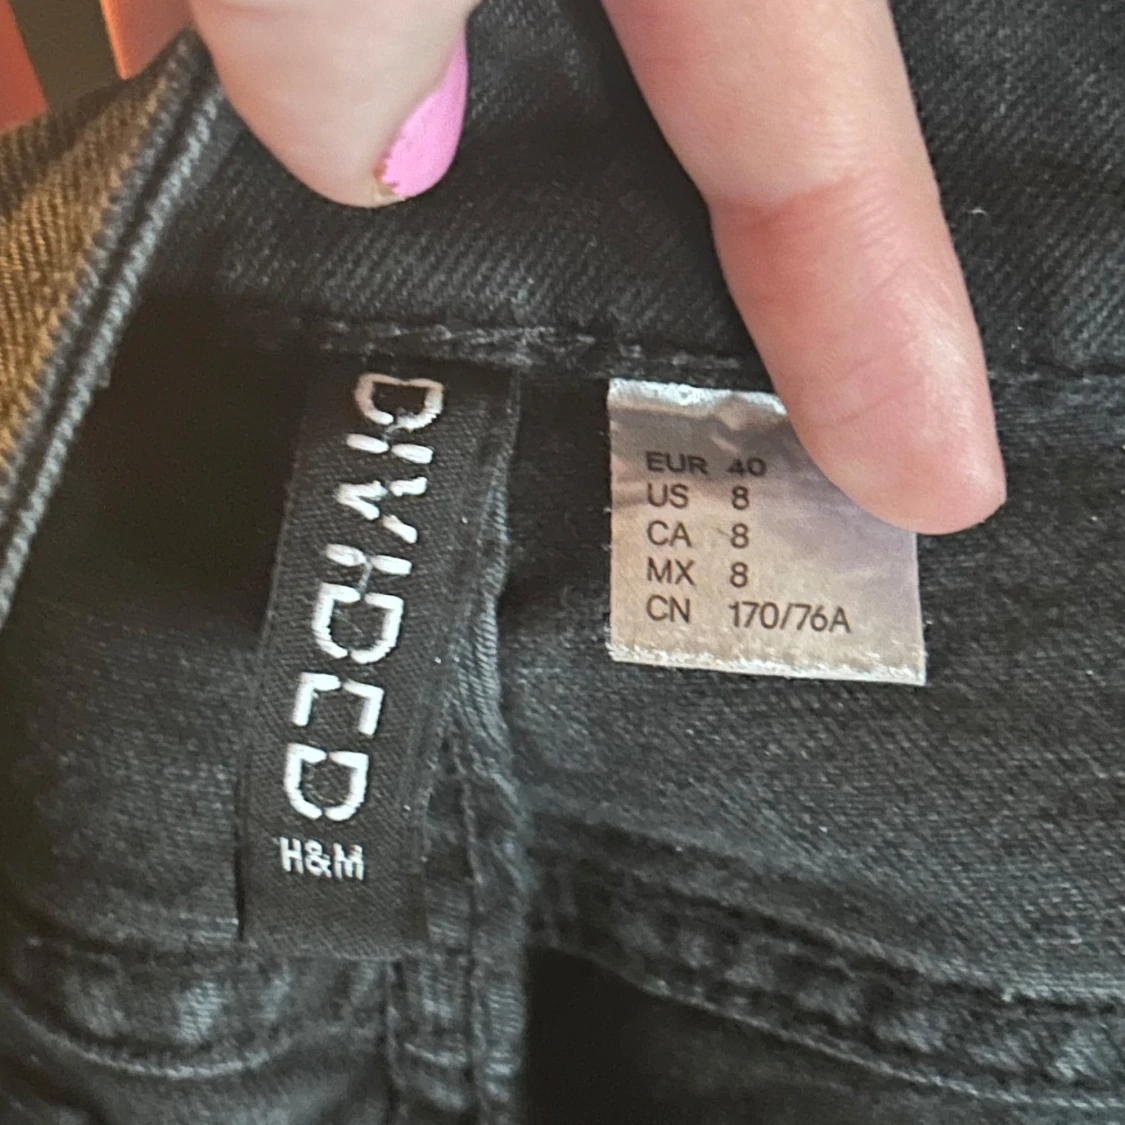 DIVIDED
H&M
EUR 40
US 8
CA 8
MX 8
CN 170/76A